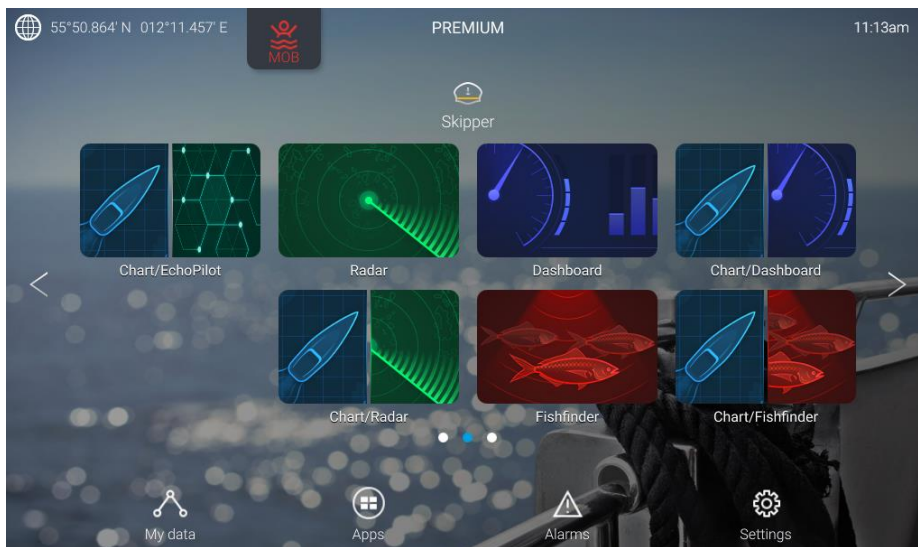 55°50.864' N 012°11.457' E
MOB
PREMIUM
11:13am
Skipper
Chart/EchoPilot
Radar
Dashboard
Chart/Dashboard
Chart/Radar
Fishfinder
Chart/Fishfinder
My data
Apps
Alarms
Settings